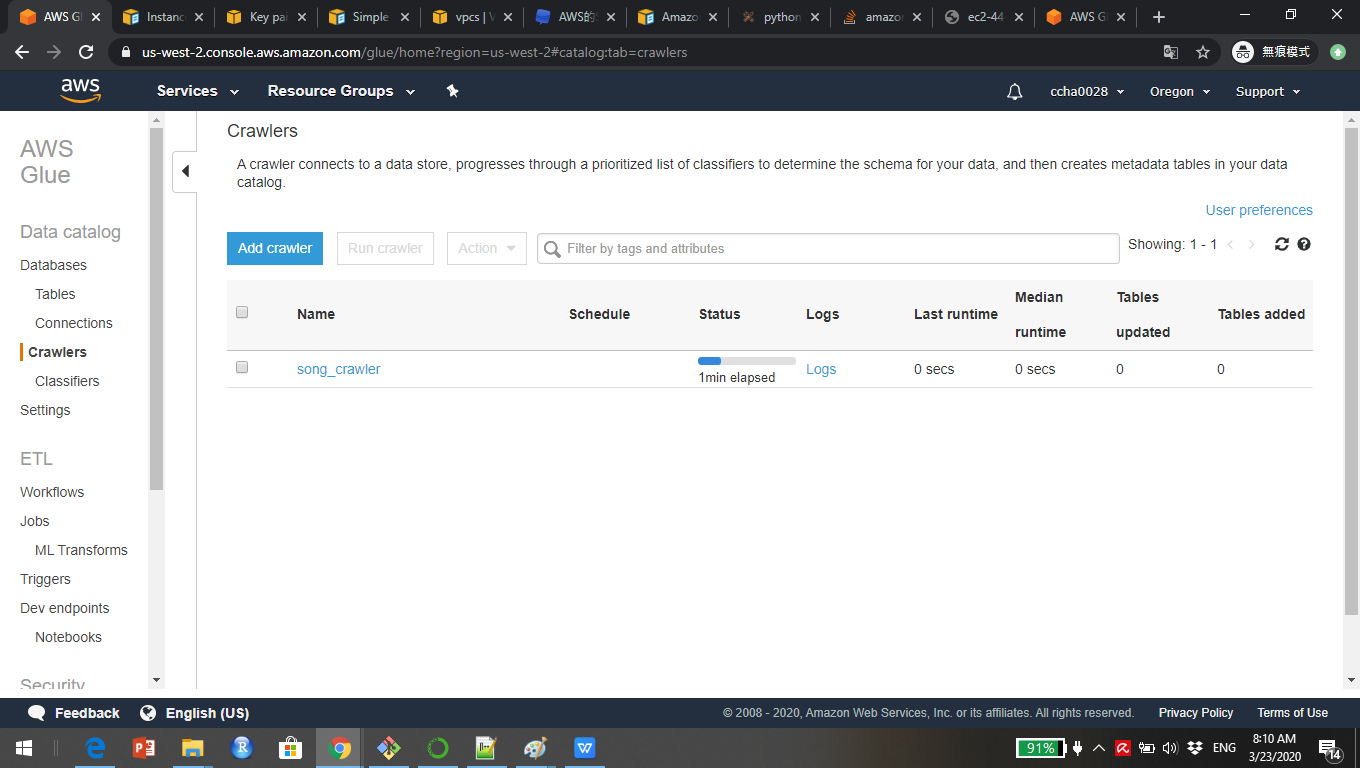 AWS Gl
Instanc
Key pai
Simple
vpcs | V
AWS的
Amazo
python
amazor
ec2-44
AWS G
us-west-2.console.aws.amazon.com/glue/home?region=us-west-2#catalog:tab=crawlers
無痕模式
aws
Services
Resource Groups
ccha0028
Oregon
Support
AWS
Glue
Data catalog
Databases
Tables
Connections
Crawlers
Classifiers
Settings
ETL
Workflows
Jobs
ML Transforms
Triggers
Dev endpoints
Notebooks
Security
Crawlers
A crawler connects to a data store, progresses through a prioritized list of classifiers to determine the schema for your data, and then creates metadata tables in your data
catalog.
User preferences
Add crawler
Run crawler
Action
Filter by tags and attributes
Showing: 1 - 1
Name
Schedule
Status
Logs
Last runtime
Median
runtime
Tables
updated
Tables added
song_crawler
1min elapsed
Logs
0 secs
0 secs
0
0
Feedback
English (US)
© 2008 - 2020, Amazon Web Services, Inc. or its affiliates. All rights reserved.
Privacy Policy
Terms of Use
91%
ENG
8:10 AM
3/23/2020
14